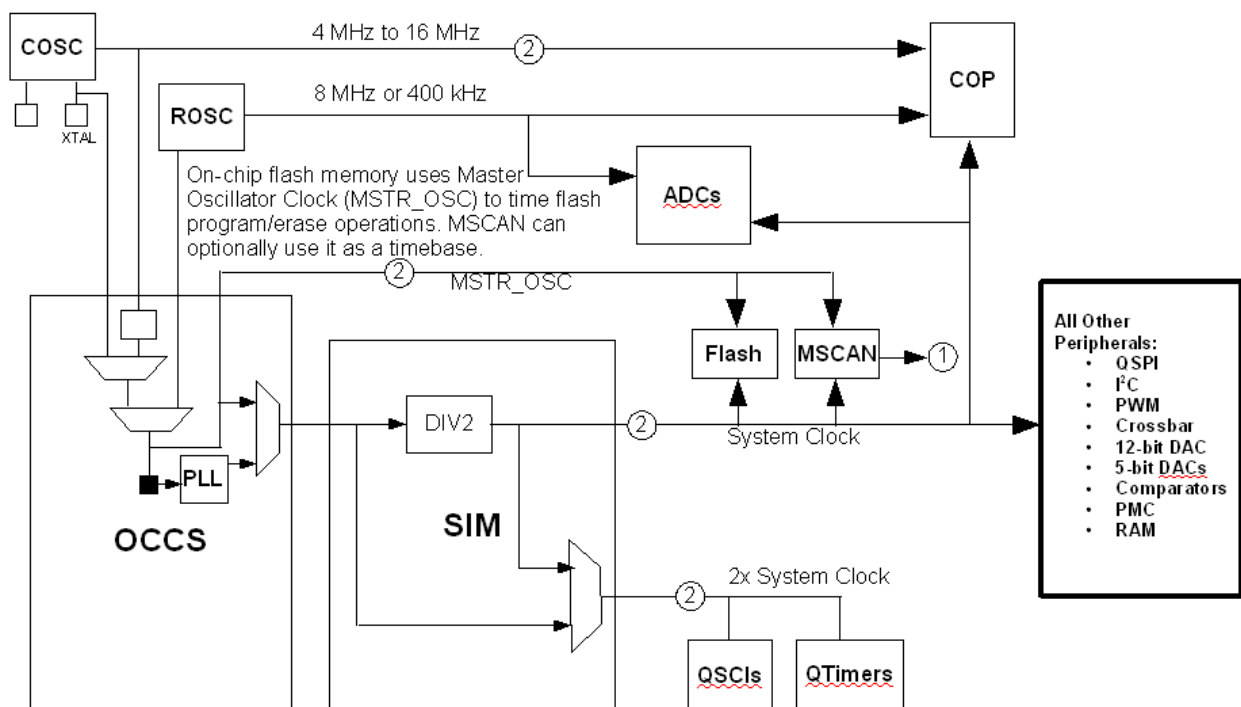 COSC
4 MHz to 16 MHz
2
COP
XTAL
ROSC
8 MHz or 400 kHz
On-chip flash memory uses Master
Oscillator Clock (MSTR_OSC) to time flash
program/erase operations. MSCAN can
optionally use it as a timebase.
ADCs
2
MSTR_OSC
Flash
MSCAN
1
All Other
Peripherals:
• QSPI
• I²C
• PWM
• Crossbar
• 12-bit DAC
• 5-bit DACs
• Comparators
• PMC
• RAM
DIV2
2
System Clock
PLL
OCCS
SIM
2x System Clock
2
QSCIs
QTimers